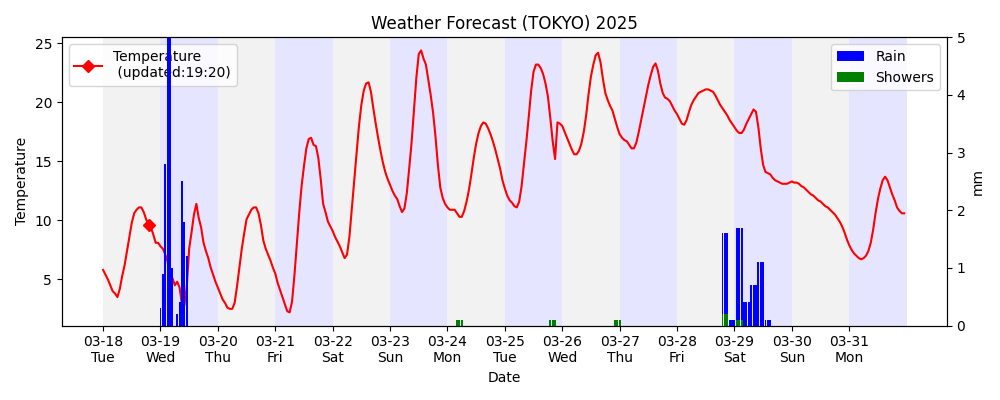 Weather Forecast (TOKYO) 2025
Temperature
(updated:19:20)
Rain
Showers
25
20
15
10
5
Temperature
5
4
3
2
1
0
mm
03-18 03-19 03-20 03-21 03-22 03-23 03-24 03-25 03-26 03-27 03-28 03-29 03-30 03-31
Tue Wed Thu Fri Sat Sun Mon Tue Wed Thu Fri Sat Sun Mon
Date